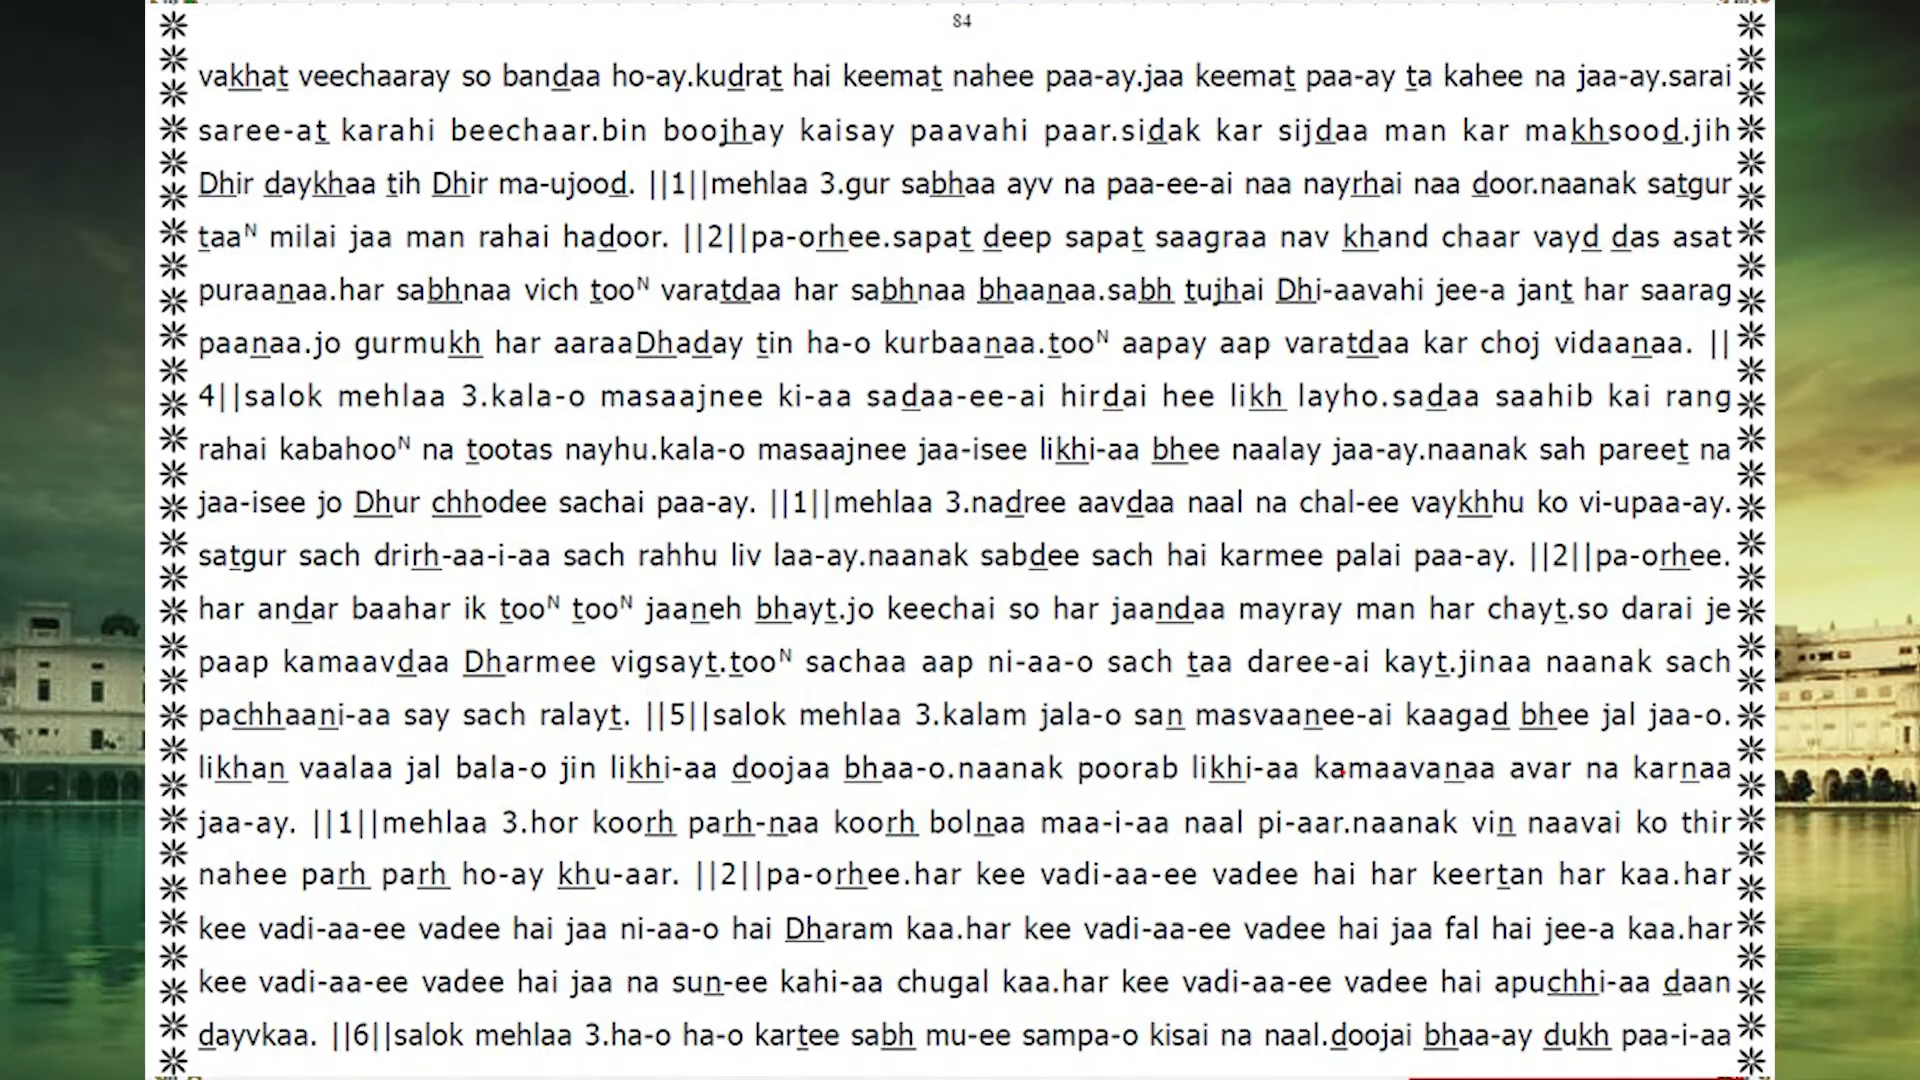 84
vakhat veechaaray so bandaa ho-ay.kudrat hai keemat nahee paa-ay.jaa keemat paa-ay ta kahee na jaa-ay.sarai
saree-at karahi beechaar.bin boojhay kaisay paavahi paar.sidak kar sijdaa man kar makhsood.jih
Dhir daykhaa tih Dhir ma-ujood. ||1||mehlaa 3.gur sabhaa ayv na paa-ee-ai naa nayrhai naa door.naanak satgur
taaᴺ milai jaa man rahai hadoor. ||2||pa-orhee.sapat deep sapat saagraa nav khand chaar vayd das asat
puraanaa.har sabhnaa vich tooᴺ varatdaa har sabhnaa bhaanaa.sabh tujhai Dhi-aavahi jee-a jant har saarag
paanaa.jo gurmukh har aaraaDhaday tin ha-o kurbaanaa.tooᴺ aapay aap varatdaa kar choj vidaanaa. ||
4||salok mehlaa 3.kala-o masaajnee ki-aa sadaa-ee-ai hirdai hee likh layho.sadaa saahib kai rang
rahai kabahooᴺ na tootas nayhu.kala-o masaajnee jaa-isee likhi-aa bhee naalay jaa-ay.naanak sah pareet na
jaa-isee jo Dhur chhodee sachai paa-ay. ||1||mehlaa 3.nadree aavdaa naal na chal-ee vaykhhu ko vi-upaa-ay.
satgur sach drirh-aa-i-aa sach rahhu liv laa-ay.naanak sabdee sach hai karmee palai paa-ay. ||2||pa-orhee.
har andar baahar ik tooᴺ tooᴺ jaaneh bhayt.jo keechai so har jaandaa mayray man har chayt.so darai je
paap kamaavdaa Dharmee vigsayt.tooᴺ sachaa aap ni-aa-o sach taa daree-ai kayt.jinaa naanak sach
pachhaani-aa say sach ralayt. ||5||salok mehlaa 3.kalam jala-o san masvaanee-ai kaagad bhee jal jaa-o.
likhan vaalaa jal bala-o jin likhi-aa doojaa bhaa-o.naanak poorab likhi-aa kamaavanaa avar na karnaa
jaa-ay. ||1||mehlaa 3.hor koorh parh-naa koorh bolnaa maa-i-aa naal pi-aar.naanak vin naavai ko thir
nahee parh parh ho-ay khu-aar. ||2||pa-orhee.har kee vadi-aa-ee vadee hai har keertan har kaa.har
kee vadi-aa-ee vadee hai jaa ni-aa-o hai Dharam kaa.har kee vadi-aa-ee vadee hai jaa fal hai jee-a kaa.har
kee vadi-aa-ee vadee hai jaa na sun-ee kahi-aa chugal kaa.har kee vadi-aa-ee vadee hai apuchhi-aa daan
dayvkaa. ||6||salok mehlaa 3.ha-o ha-o kartee sabh mu-ee sampa-o kisai na naal.doojai bhaa-ay dukh paa-i-aa